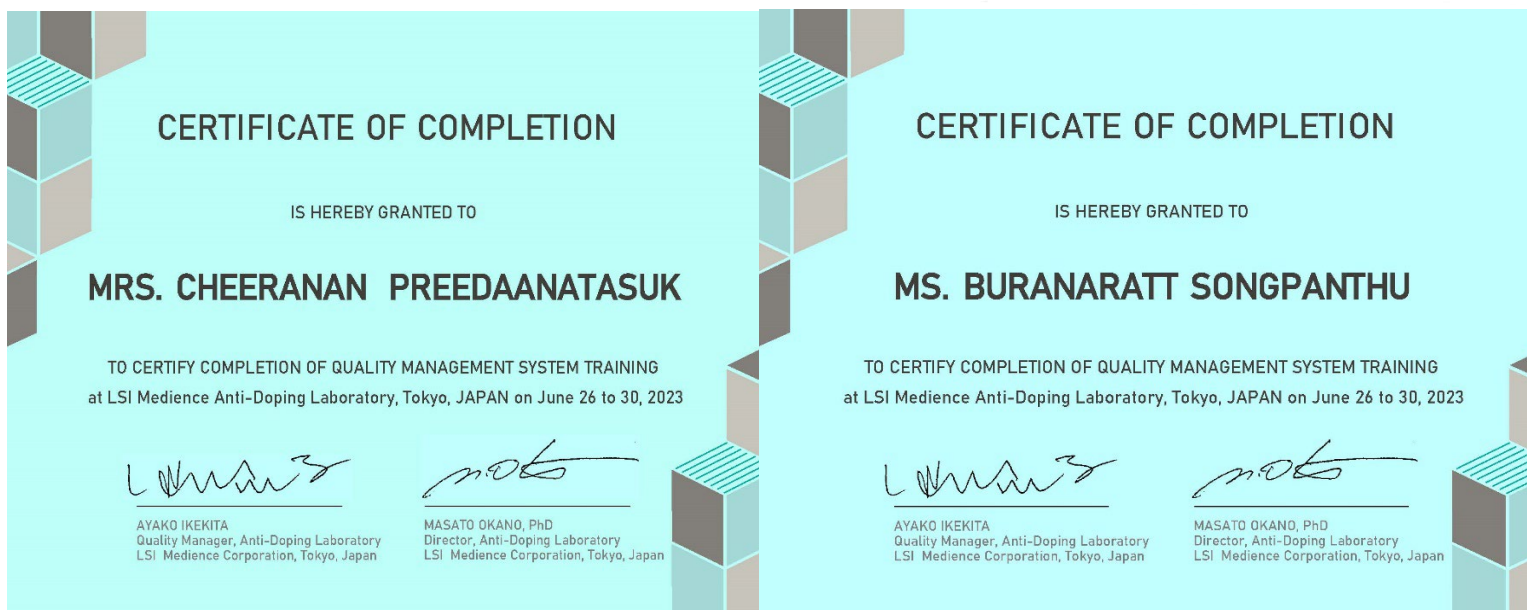 CERTIFICATE OF COMPLETION
IS HEREBY GRANTED TO
MRS. CHEERANAN PREEDAANATASUK
TO CERTIFY COMPLETION OF QUALITY MANAGEMENT SYSTEM TRAINING
at LSI Medience Anti-Doping Laboratory, Tokyo, JAPAN on June 26 to 30, 2023
AYAKO IKEKITA
Quality Manager, Anti-Doping Laboratory
LSI Medience Corporation, Tokyo, Japan
MASATO OKANO, PhD
Director, Anti-Doping Laboratory
LSI Medience Corporation, Tokyo, Japan
CERTIFICATE OF COMPLETION
IS HEREBY GRANTED TO
MS. BURANARATT SONGPANTHU
TO CERTIFY COMPLETION OF QUALITY MANAGEMENT SYSTEM TRAINING
at LSI Medience Anti-Doping Laboratory, Tokyo, JAPAN on June 26 to 30, 2023
AYAKO IKEKITA
Quality Manager, Anti-Doping Laboratory
LSI Medience Corporation, Tokyo, Japan
MASATO OKANO, PhD
Director, Anti-Doping Laboratory
LSI Medience Corporation, Tokyo, Japan